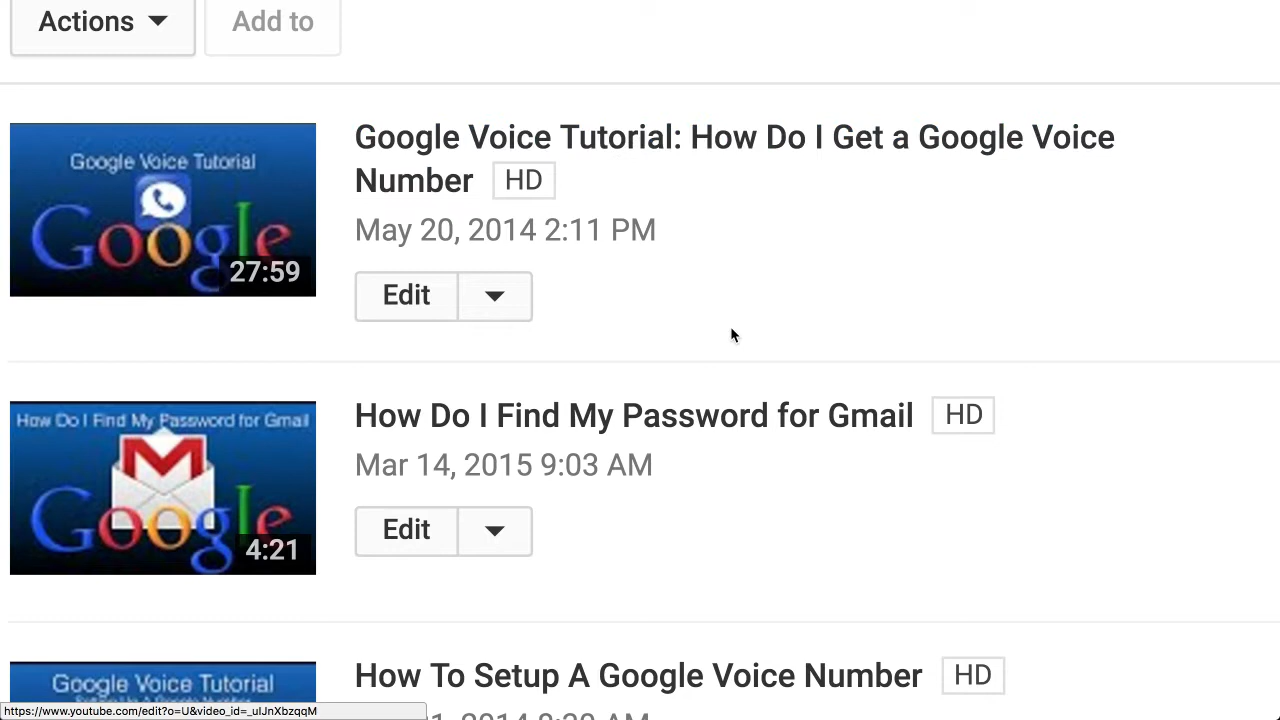 Actions
Add to
Google Voice Tutorial
Google
27:59
Google Voice Tutorial: How Do I Get a Google Voice
Number HD
May 20, 2014 2:11 PM
Edit
How Do I Find My Password for Gmail
Google
4:21
How Do I Find My Password for Gmail HD
Mar 14, 2015 9:03 AM
Edit
Google Voice Tutorial
How To Setup A Google Voice Number HD
2014
AM
https://www.youtube.com/edit?o=U&video_id=_uIJnXbzqqM